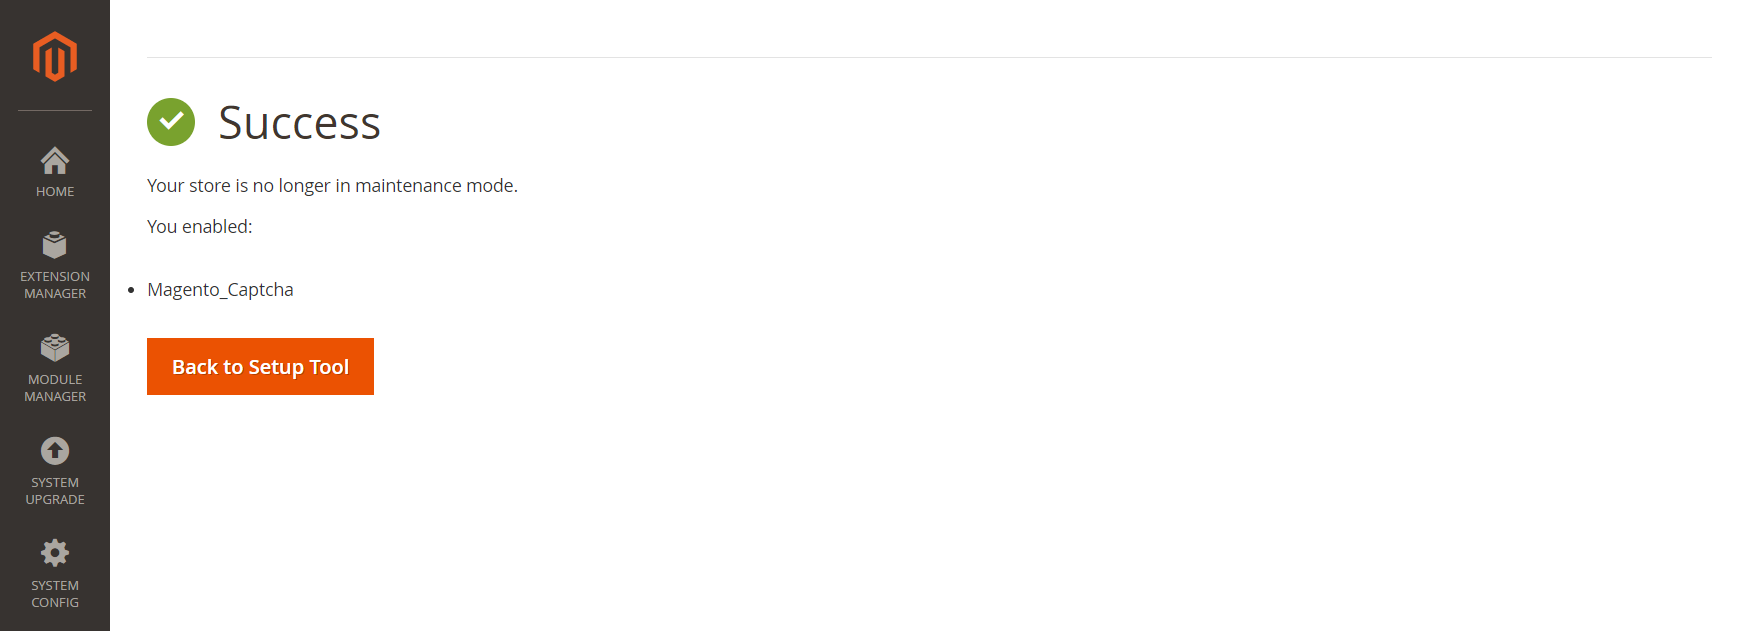 HOME
EXTENSION
MANAGER
MODULE
MANAGER
SYSTEM
UPGRADE
SYSTEM
CONFIG
Success
Your store is no longer in maintenance mode.
You enabled:
• Magento_Captcha
Back to Setup Tool